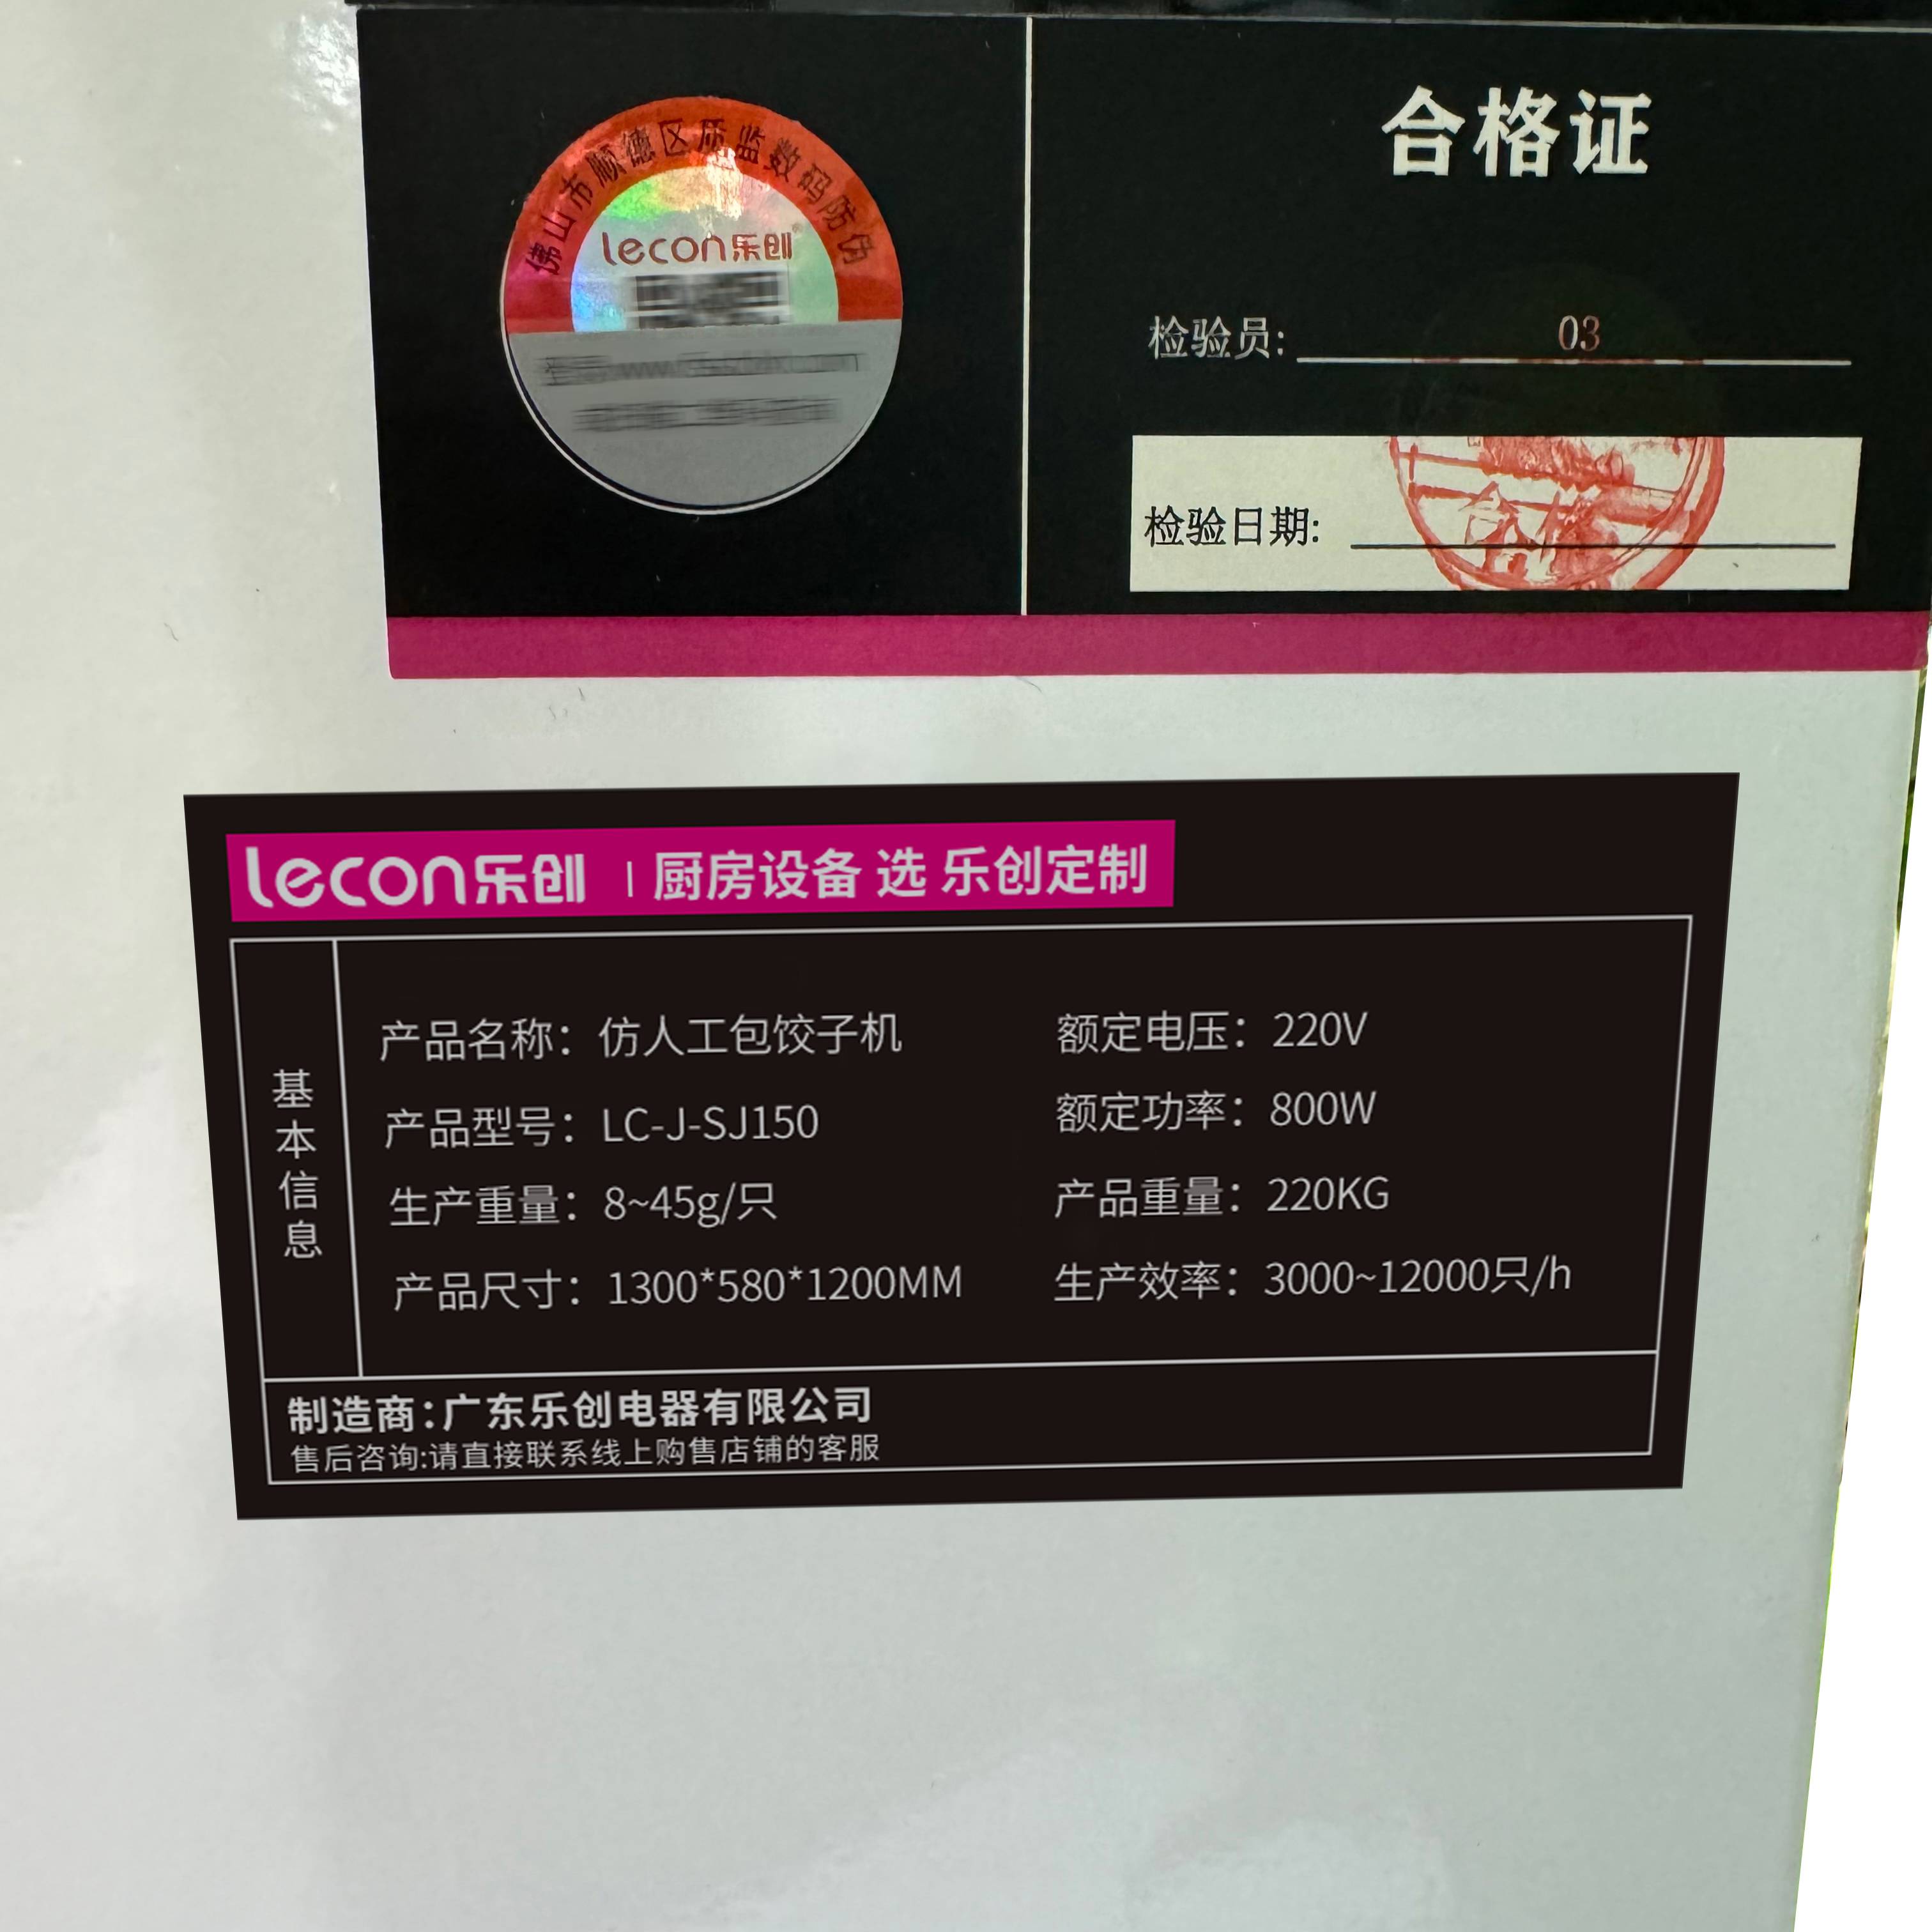 佛山市顺德区质监数码防伪
lecon乐创®
合格证
检验员: 03
检验日期:
合格
lecon乐创 | 厨房设备 选 乐创定制
基本信息
产品名称：仿人工包饺子机
产品型号：LC-J-SJ150
生产重量：8~45g/只
产品尺寸：1300*580*1200MM
额定电压：220V
额定功率：800W
产品重量：220KG
生产效率：3000~12000只/h
制造商：广东乐创电器有限公司
售后咨询:请直接联系线上购售店铺的客服